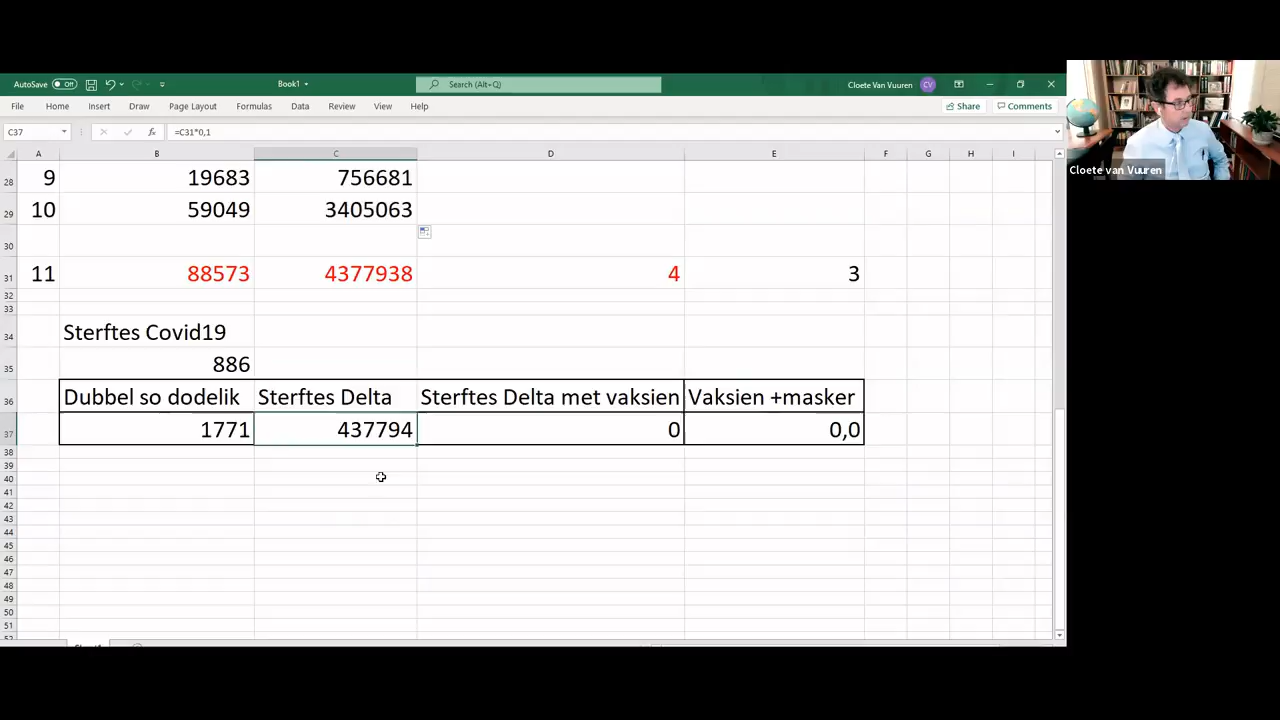 AutoSave Off Book1 Search (Alt+Q) Cloete Van Vuuren CV
File Home Insert Draw Page Layout Formulas Data Review View Help Share Comments
C37 fx =C31*0,1
A B C D E F G H I
28 9 19683 756681
29 10 59049 3405063
30
31 11 88573 4377938 4 3
32
33
34 Sterftes Covid19
35 886
36 Dubbel so dodelik Sterftes Delta Sterftes Delta met vaksien Vaksien +masker
37 1771 437794 0 0,0
38
39
40
41
42
43
44
45
46
47
48
49
50
51
52
Cloete van Vuuren